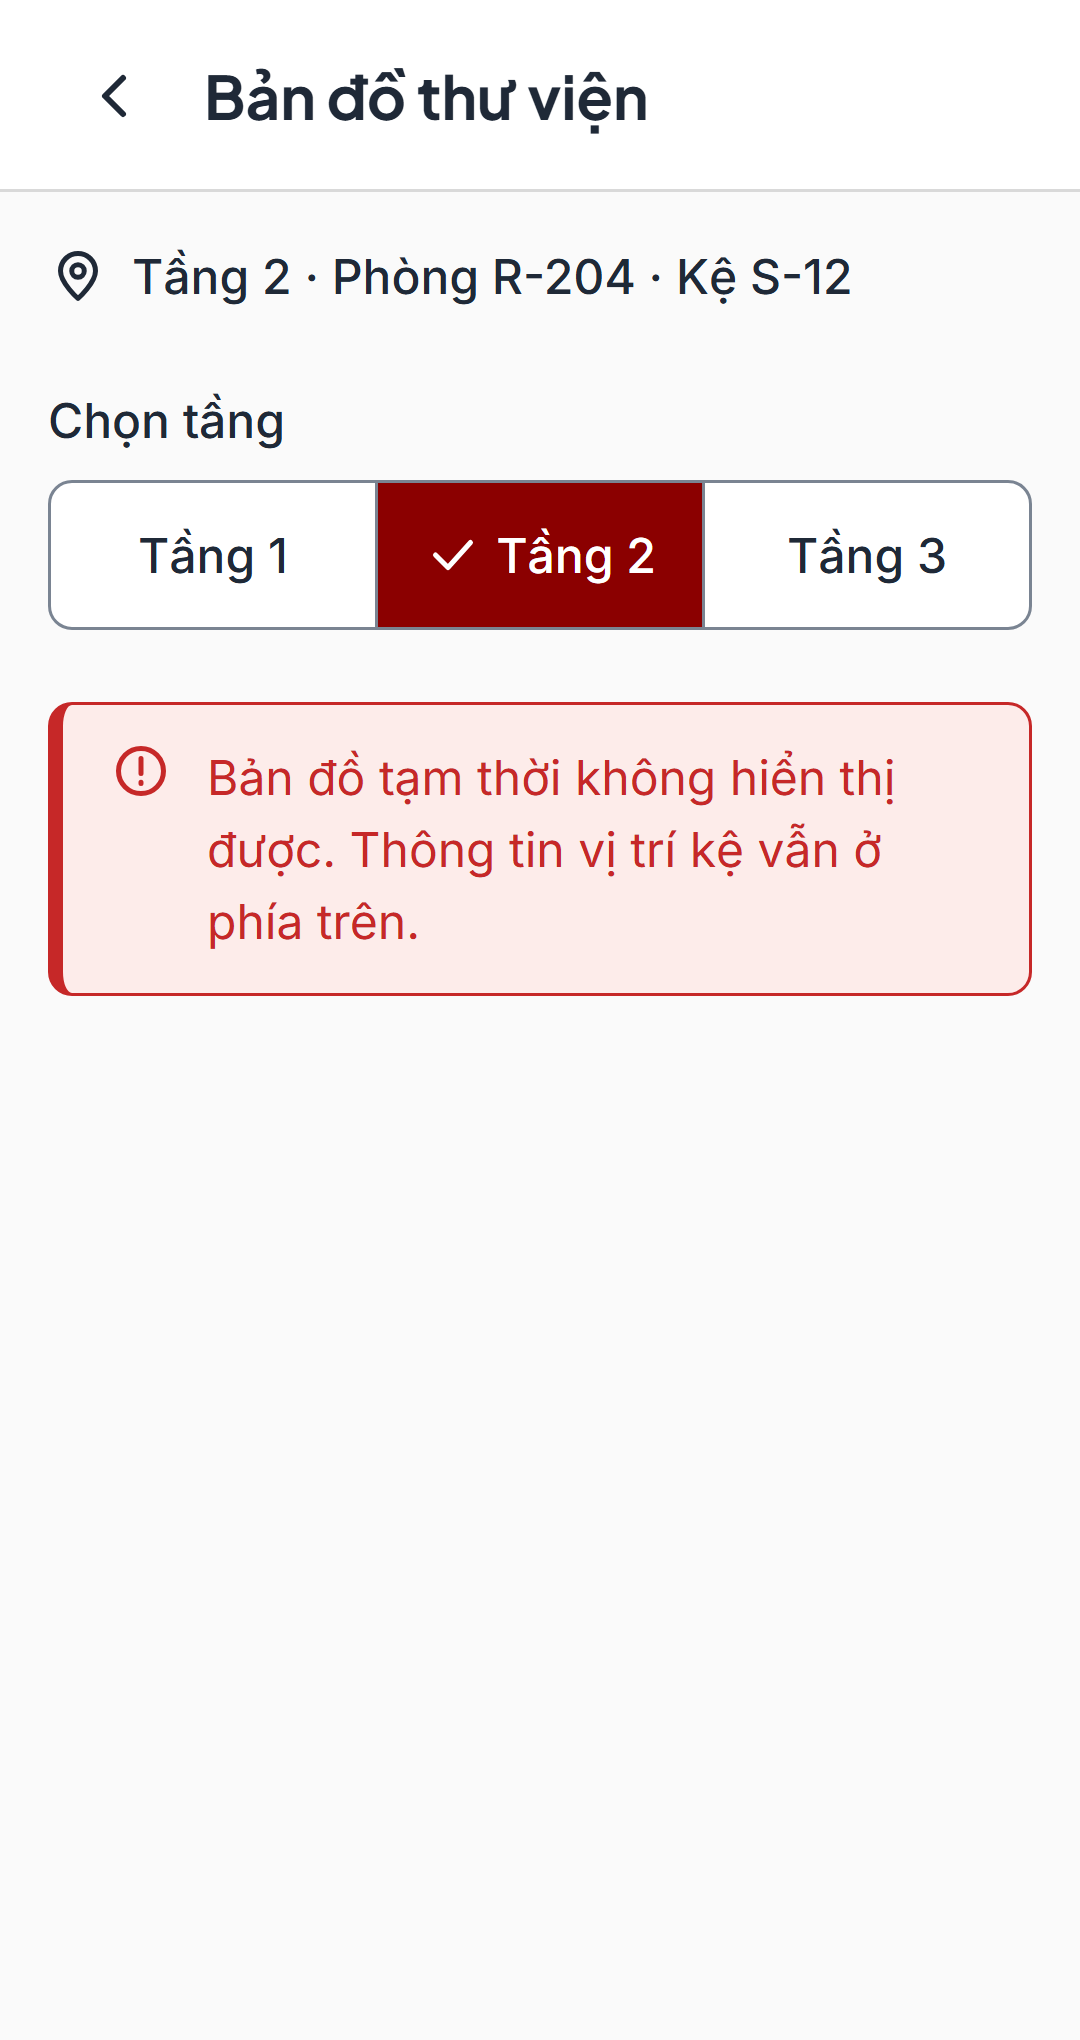 Bản đồ thư viện
Tầng 2 · Phòng R-204 · Kệ S-12
Chọn tầng
Tầng 1
Tầng 2
Tầng 3
Bản đồ tạm thời không hiển thị
được. Thông tin vị trí kệ vẫn ở
phía trên.